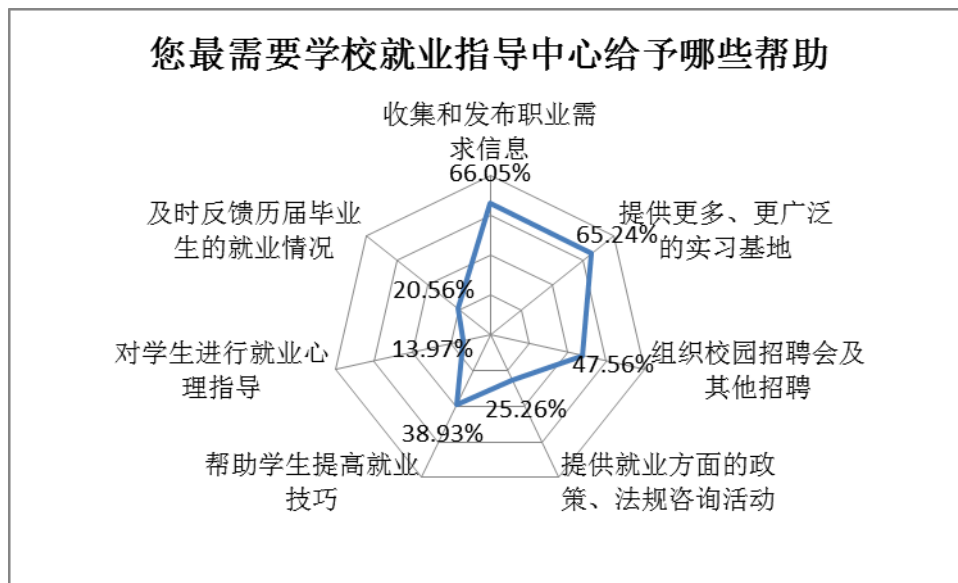 您最需要学校就业指导中心给予哪些帮助
收集和发布职业需
求信息
66.05%
提供更多、更广泛
的实习基地
65.24%
组织校园招聘会及
其他招聘
47.56%
提供就业方面的政
策、法规咨询活动
25.26%
帮助学生提高就业
技巧
38.93%
对学生进行就业心
理指导
13.97%
及时反馈历届毕业
生的就业情况
20.56%